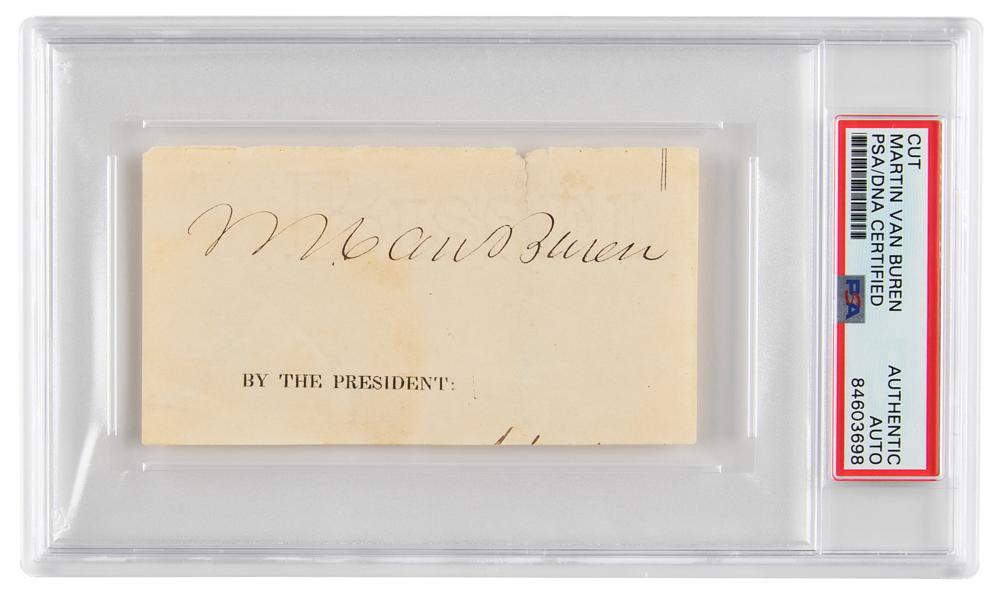 M Van Buren
BY THE PRESIDENT:
CUT
MARTIN VAN BUREN
PSA/DNA CERTIFIED
PSA
AUTHENTIC
AUTO
84603698